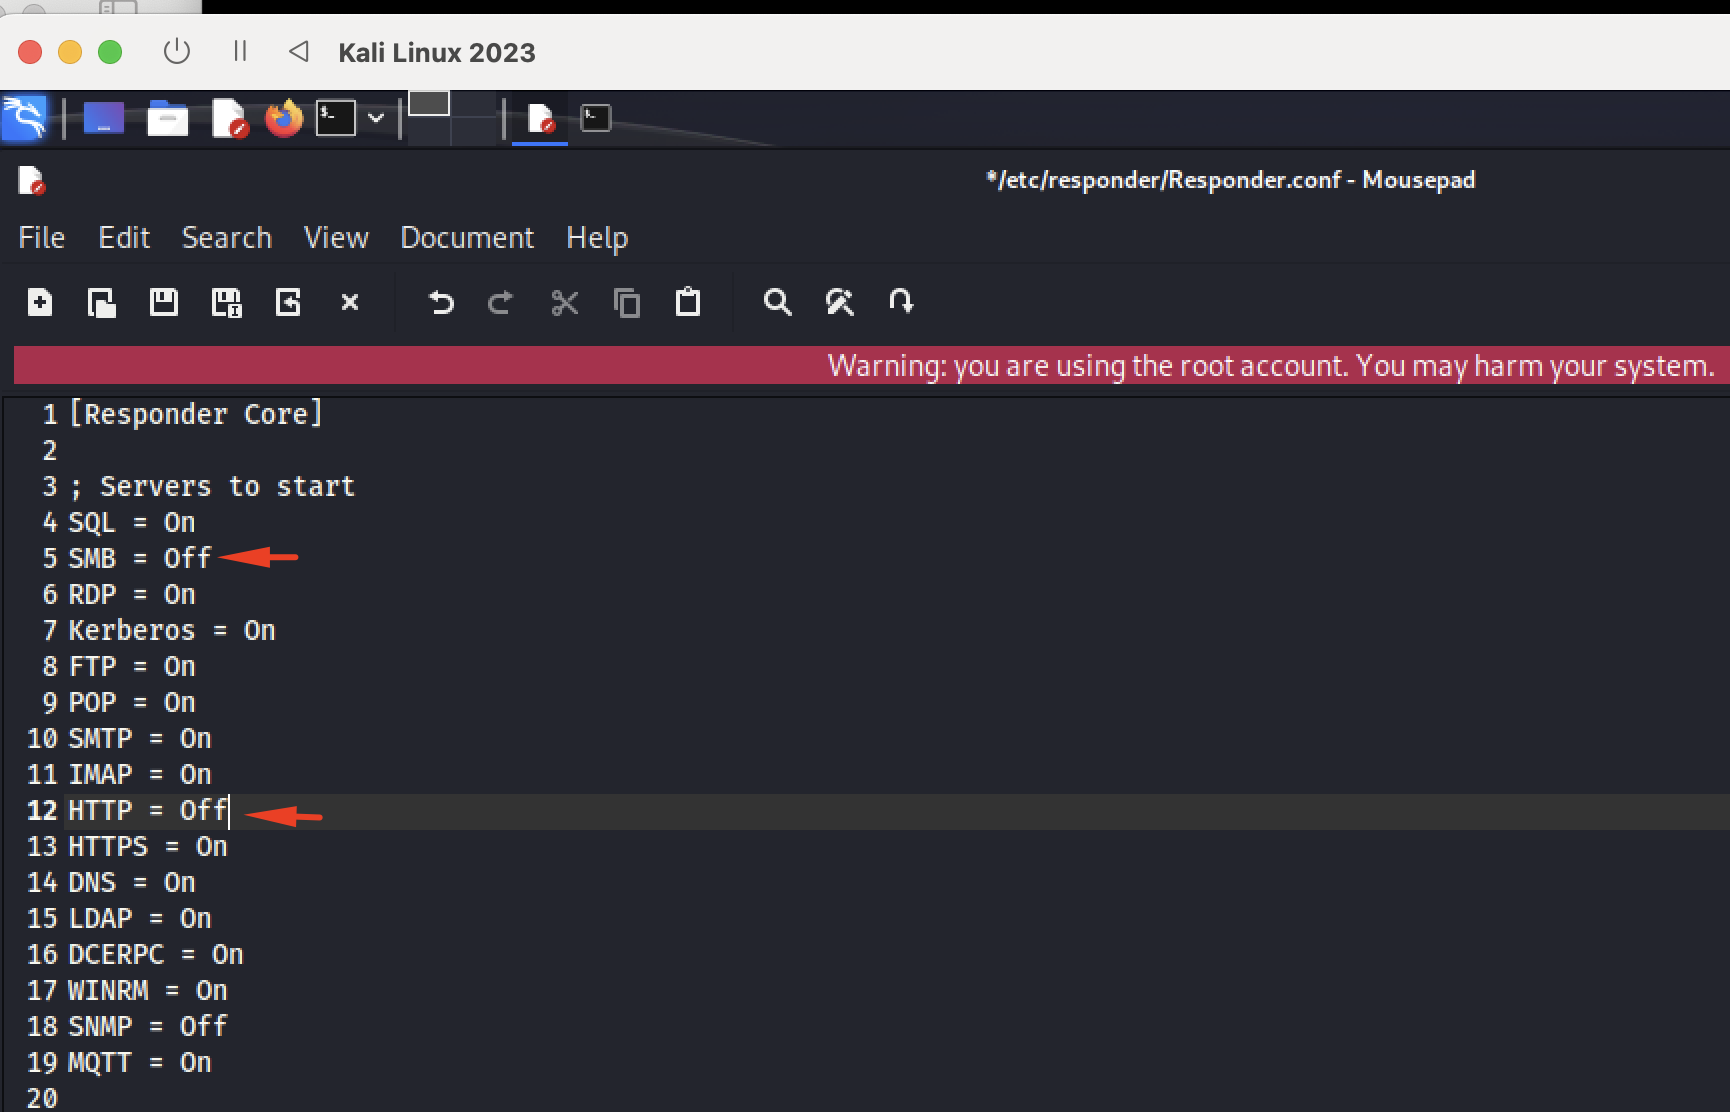 Kali Linux 2023
*/etc/responder/Responder.conf - Mousepad
File Edit Search View Document Help
Warning: you are using the root account. You may harm your system.
1 [Responder Core]
2
3 ; Servers to start
4 SQL = On
5 SMB = Off
6 RDP = On
7 Kerberos = On
8 FTP = On
9 POP = On
10 SMTP = On
11 IMAP = On
12 HTTP = Off
13 HTTPS = On
14 DNS = On
15 LDAP = On
16 DCERPC = On
17 WINRM = On
18 SNMP = Off
19 MQTT = On
20